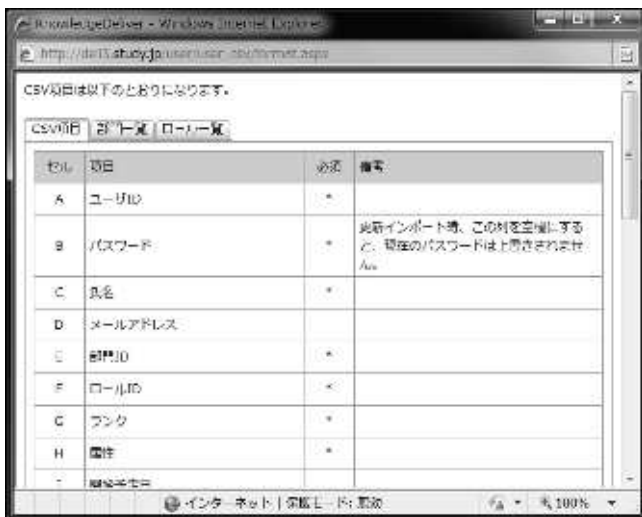 KnowledgeDeliver - Windows Internet Explorer
CSV項目は以下のとおりになります。
CSV項目 部門一覧 ロール一覧
セル 項目 必須 備考
A ユーザID *
B パスワード * 更新インポート時、この列を空欄にする
と、現在のパスワードは上書きされませ
ん。
C 氏名 *
D メールアドレス
E 部門ID *
F ロールID *
G ランク *
H 属性 *
インターネット | 保護モード: 無効 100%